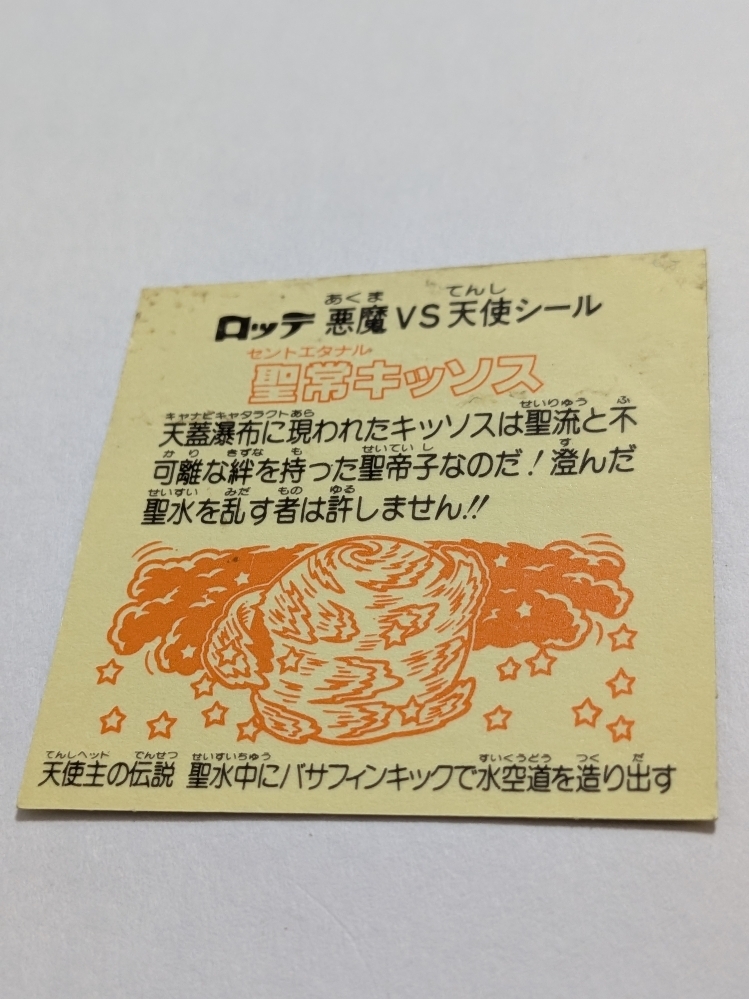 あくま てんし
ロッテ 悪魔VS天使シール
セントエタナル
聖常キッソス
キャナピキャタラクト あら せいりゅう ふ
天蓋瀑布に現われたキッソスは聖流と不
か り きずな も せいてい し す
可離な絆を持った聖帝子なのだ!澄んだ
せいすい みだ もの ゆる
聖水を乱す者は許しません!!
てんしヘッド でんせつ せいすいちゅう すいくうどう つく だ
天使主の伝説 聖水中にバサフィンキックで水空道を造り出す